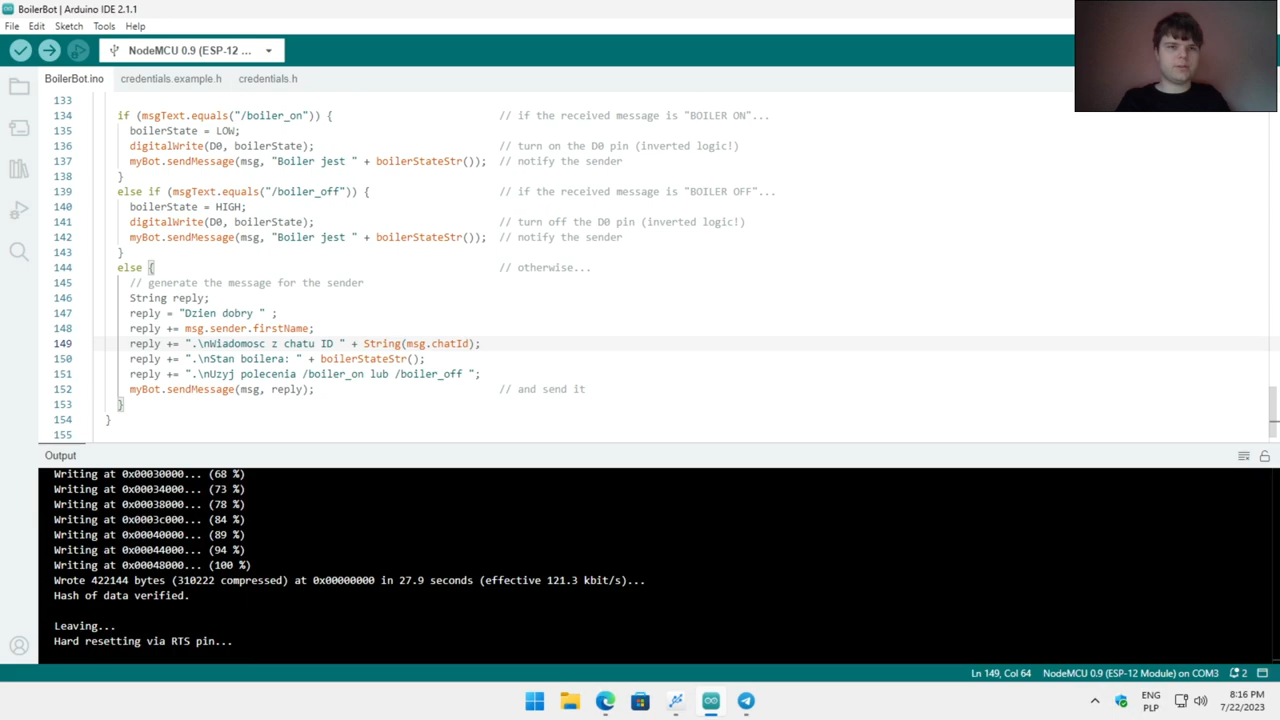 BoilerBot | Arduino IDE 2.1.1
File Edit Sketch Tools Help
NodeMCU 0.9 (ESP-12 ...
BoilerBot.ino credentials.example.h credentials.h
133
134 if (msgText.equals("/boiler_on")) { // if the received message is "BOILER ON"...
135 boilerState = LOW;
136 digitalWrite(D0, boilerState); // turn on the D0 pin (inverted logic!)
137 myBot.sendMessage(msg, "Boiler jest " + boilerStateStr()); // notify the sender
138 }
139 else if (msgText.equals("/boiler_off")) { // if the received message is "BOILER OFF"...
140 boilerState = HIGH;
141 digitalWrite(D0, boilerState); // turn off the D0 pin (inverted logic!)
142 myBot.sendMessage(msg, "Boiler jest " + boilerStateStr()); // notify the sender
143 }
144 else { // otherwise...
145 // generate the message for the sender
146 String reply;
147 reply = "Dzien dobry " ;
148 reply += msg.sender.firstName;
149 reply += ".\nWiadomosc z chatu ID " + String(msg.chatId);
150 reply += ".\nStan boilera: " + boilerStateStr();
151 reply += ".\nUzyj polecenia /boiler_on lub /boiler_off ";
152 myBot.sendMessage(msg, reply); // and send it
153 }
154 }
155
Output
Writing at 0x00030000... (68 %)
Writing at 0x00034000... (73 %)
Writing at 0x00038000... (78 %)
Writing at 0x0003c000... (84 %)
Writing at 0x00040000... (89 %)
Writing at 0x00044000... (94 %)
Writing at 0x00048000... (100 %)
Wrote 422144 bytes (310222 compressed) at 0x00000000 in 27.9 seconds (effective 121.3 kbit/s)...
Hash of data verified.
Leaving...
Hard resetting via RTS pin...
Ln 149, Col 64 NodeMCU 0.9 (ESP-12 Module) on COM3 2
ENG 8:16 PM
PLP 7/22/2023